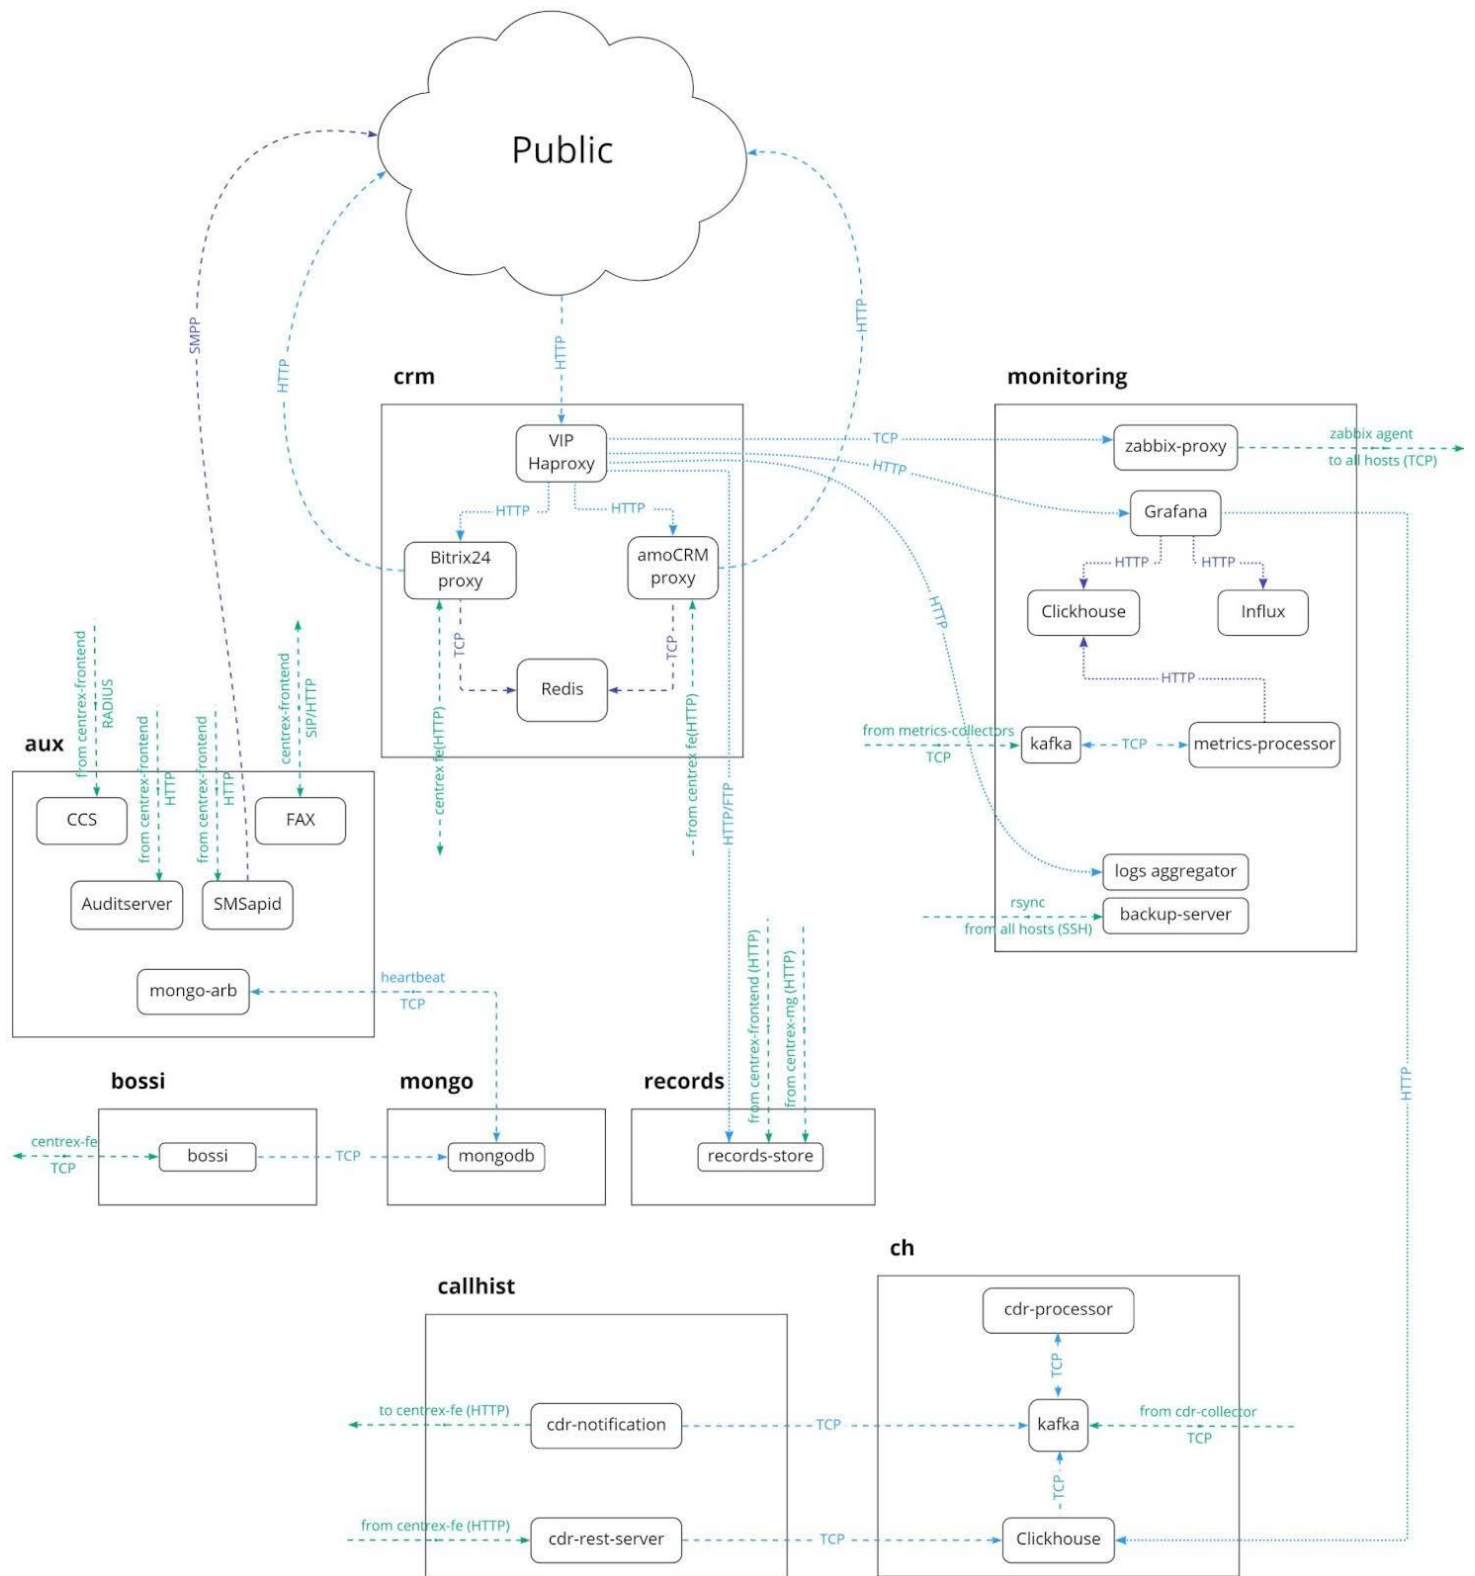 Public
SMPP
HTTP
HTTP
HTTP
crm
monitoring
VIP
Haproxy
TCP
HTTP
HTTP
HTTP
HTTP
HTTP/FTP
Bitrix24
proxy
amoCRM
proxy
TCP
TCP
Redis
centrex fe(HTTP)
from centrex fe(HTTP)
zabbix-proxy
zabbix agent
to all hosts (TCP)
Grafana
HTTP
HTTP
Clickhouse
Influx
HTTP
from metrics-collectors
TCP
kafka
TCP
metrics-processor
logs aggregator
rsync
from all hosts (SSH)
backup-server
HTTP
aux
from centrex-frontend
RADIUS
from centrex-frontend
HTTP
from centrex-frontend
HTTP
centrex-frontend
SIP/HTTP
CCS
FAX
Auditserver
SMSapid
mongo-arb
heartbeat
TCP
bossi
mongo
records
from centrex-frontend (HTTP)
from centrex-mg (HTTP)
centrex-fe
TCP
bossi
TCP
mongodb
records-store
callhist
ch
cdr-processor
TCP
to centrex-fe (HTTP)
cdr-notification
TCP
kafka
from cdr-collector
TCP
TCP
from centrex-fe (HTTP)
cdr-rest-server
TCP
Clickhouse